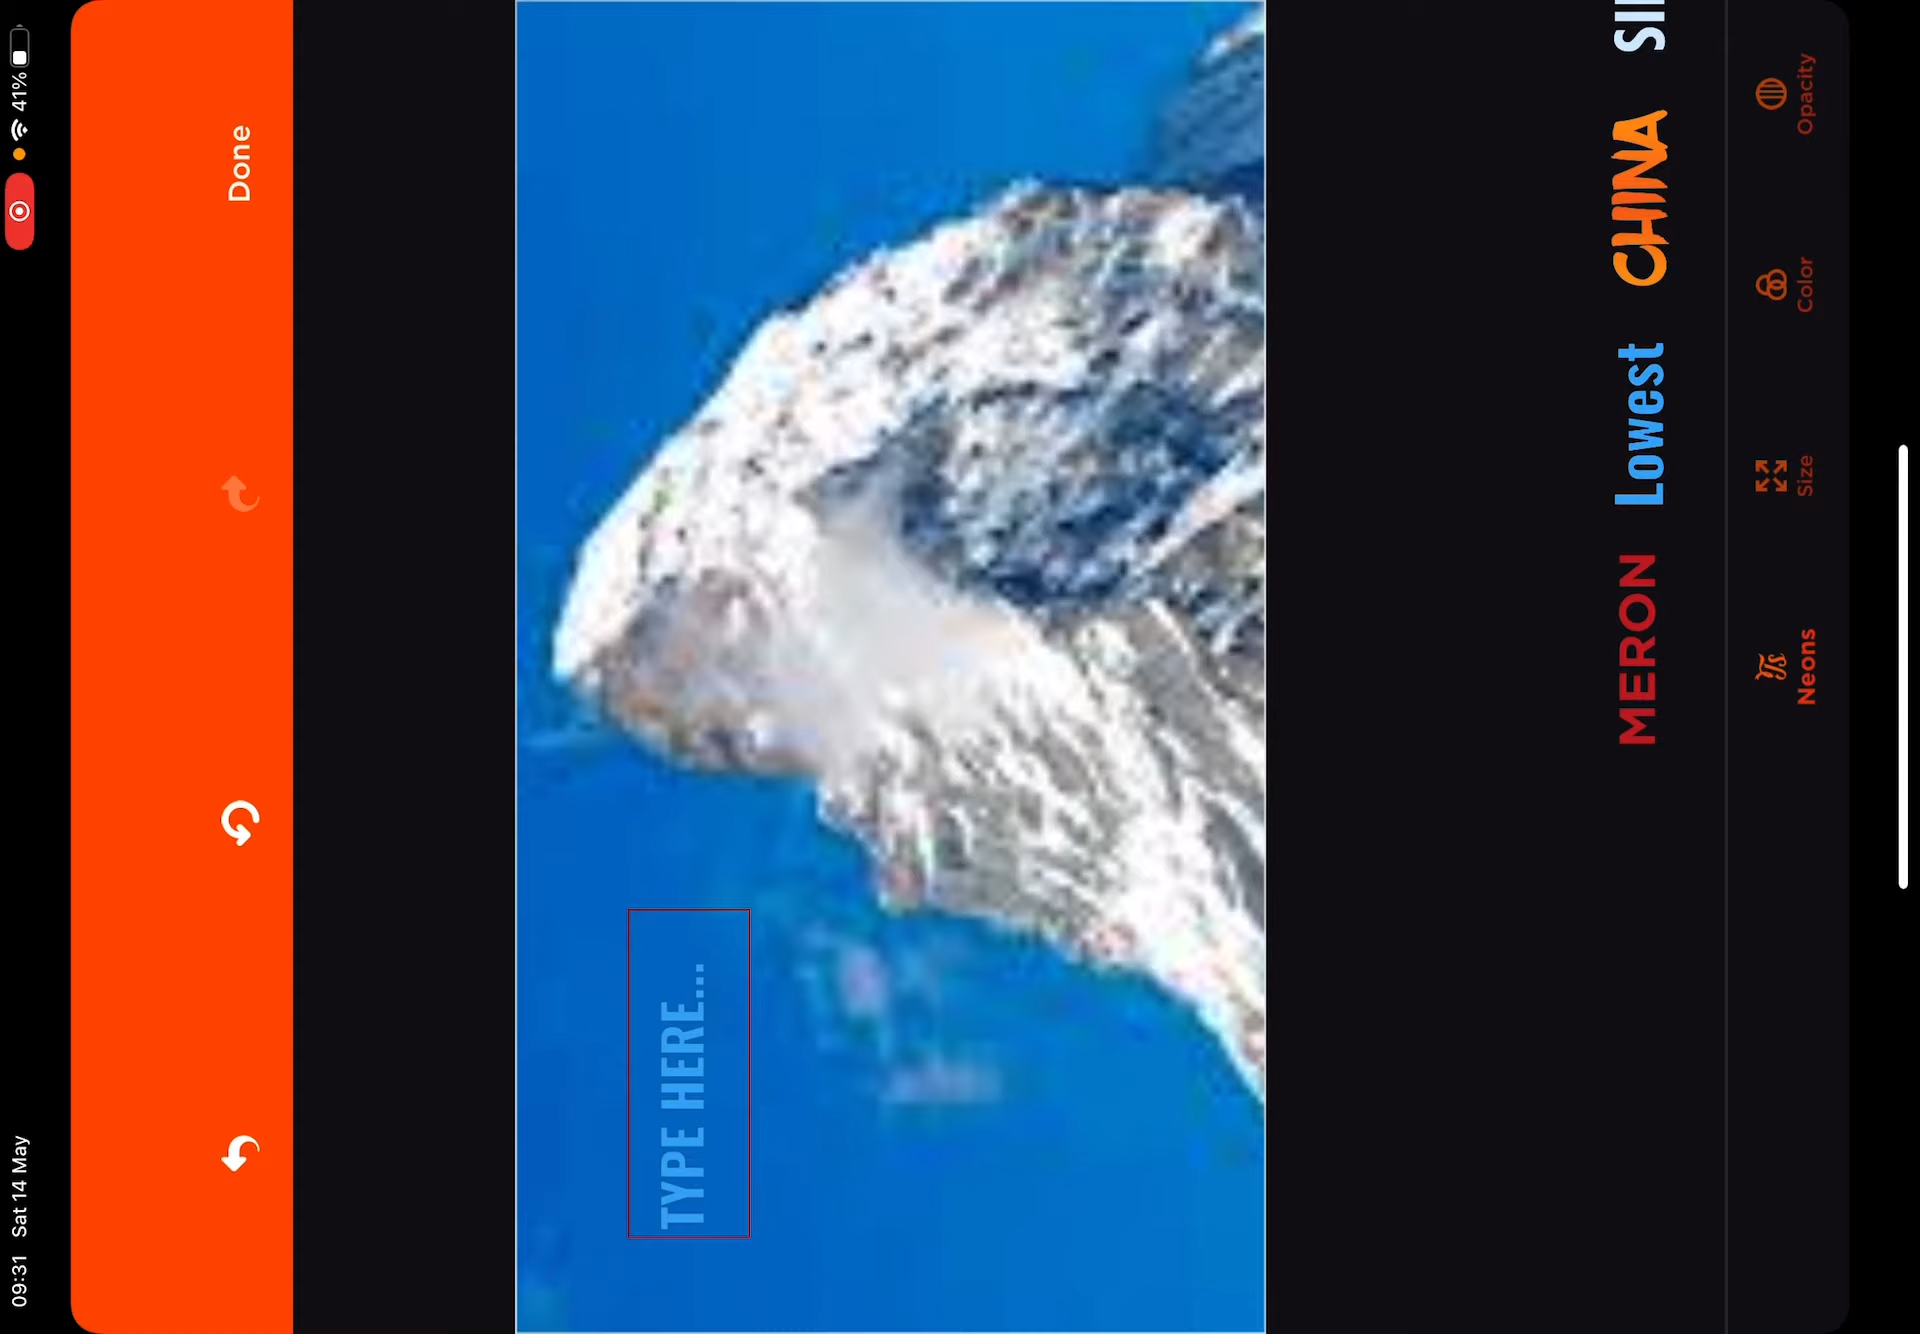 09:31 Sat 14 May 41%
Done
TYPE HERE...
MERON Lowest CHINA
Neons Size Color Opacity